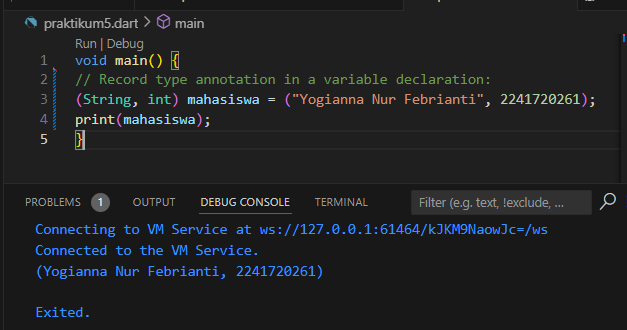 praktikum5.dart > main
Run | Debug
1 void main() {
2 // Record type annotation in a variable declaration:
3 (String, int) mahasiswa = ("Yogianna Nur Febrianti", 2241720261);
4 print(mahasiswa);
5 }
PROBLEMS 1 OUTPUT DEBUG CONSOLE TERMINAL Filter (e.g. text, !exclude, ...
Connecting to VM Service at ws://127.0.0.1:61464/kJKM9NaowJc=/ws
Connected to the VM Service.
(Yogianna Nur Febrianti, 2241720261)
Exited.